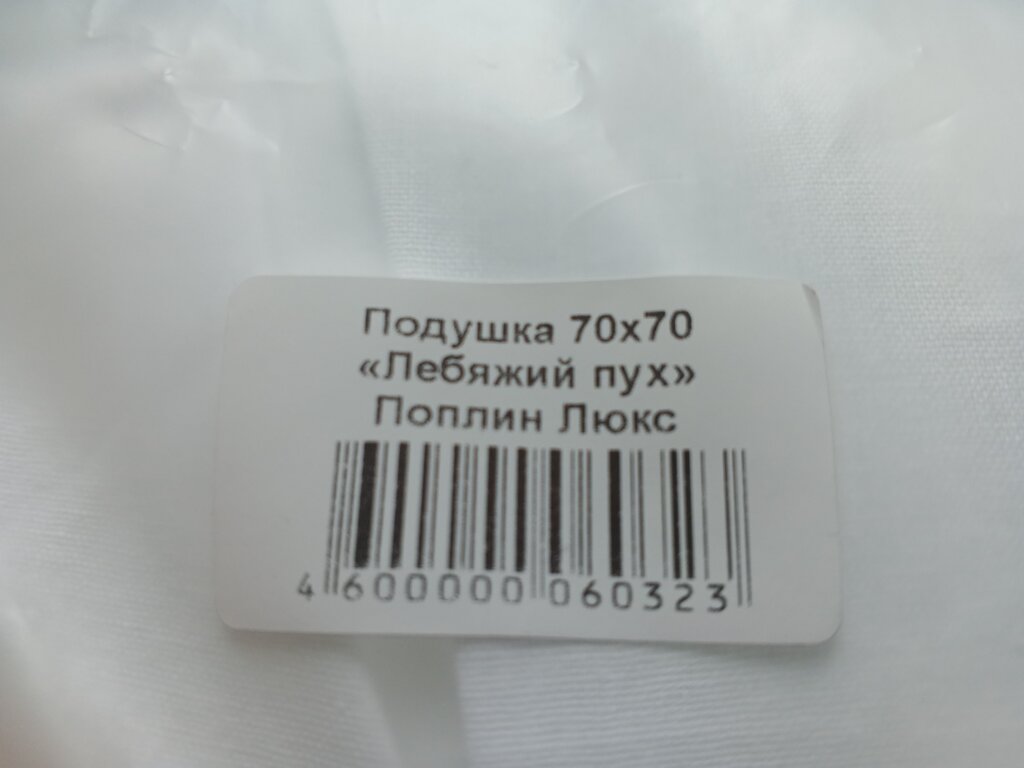 Подушка 70х70
«Лебяжий пух»
Поплин Люкс
4 600000 060323